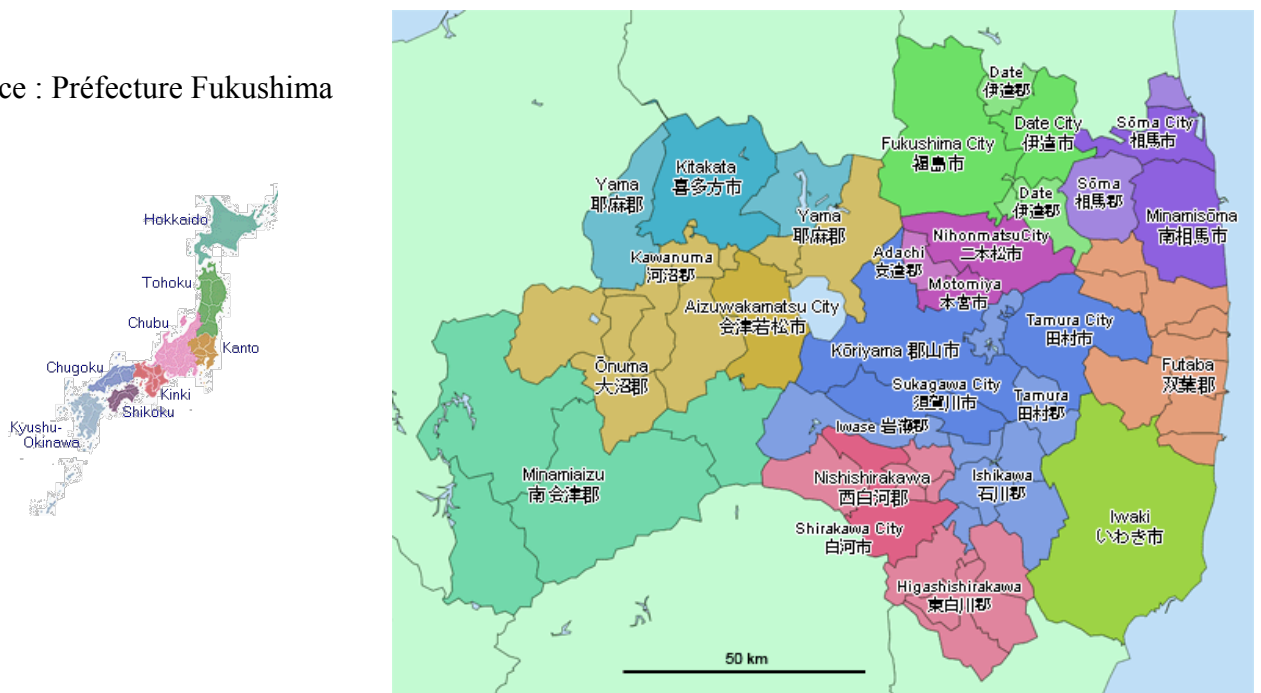 ce : Préfecture Fukushima
Hokkaido
Tohoku
Chubu
Kanto
Chugoku
Kinki
Shikoku
Kyushu-
Okinawa
Date
伊達郡
Date City
伊達市
Sōma City
相馬市
Fukushima City
福島市
Kitakata
喜多方市
Yama
耶麻郡
Yama
耶麻郡
Date
伊達郡
Sōma
相馬郡
Minamisōma
南相馬市
NihonmatsuCity
二本松市
Adachi
安達郡
Kawanuma
河沼郡
Motomiya
本宮市
Aizuwakamatsu City
会津若松市
Tamura City
田村市
Kōriyama 郡山市
Ōnuma
大沼郡
Futaba
双葉郡
Sukagawa City
須賀川市
Tamura
田村郡
Iwase 岩瀬郡
Minamiaizu
南会津郡
Nishishirakawa
西白河郡
Ishikawa
石川郡
Iwaki
いわき市
Shirakawa City
白河市
Higashishirakawa
東白川郡
50 km